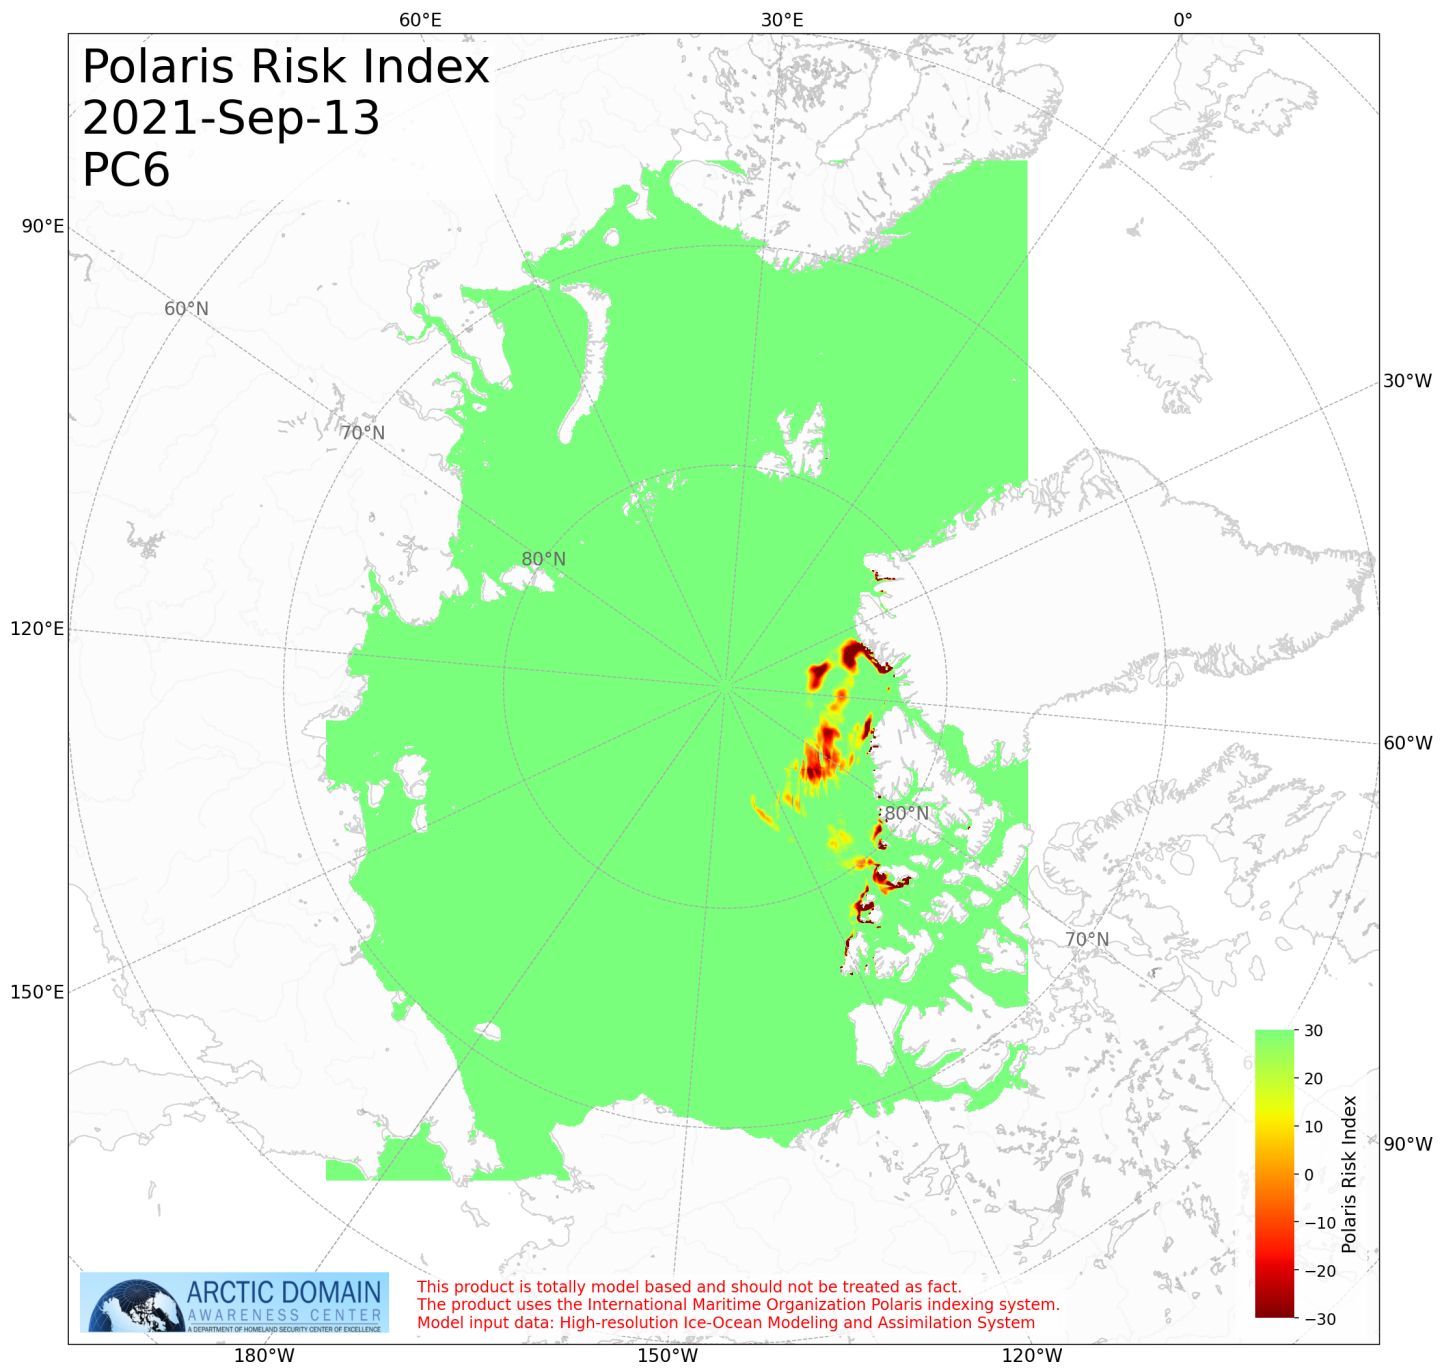 60°E 30°E 0°
Polaris Risk Index
2021-Sep-13
PC6
90°E
60°N
30°W
70°N
80°N
120°E
60°W
80°N
70°N
150°E
30
20
10
0
−10
−20
−30
Polaris Risk Index
90°W
ARCTIC DOMAIN
AWARENESS CENTER
A DEPARTMENT OF HOMELAND SECURITY CENTER OF EXCELLENCE
This product is totally model based and should not be treated as fact.
The product uses the International Maritime Organization Polaris indexing system.
Model input data: High-resolution Ice-Ocean Modeling and Assimilation System
180°W 150°W 120°W